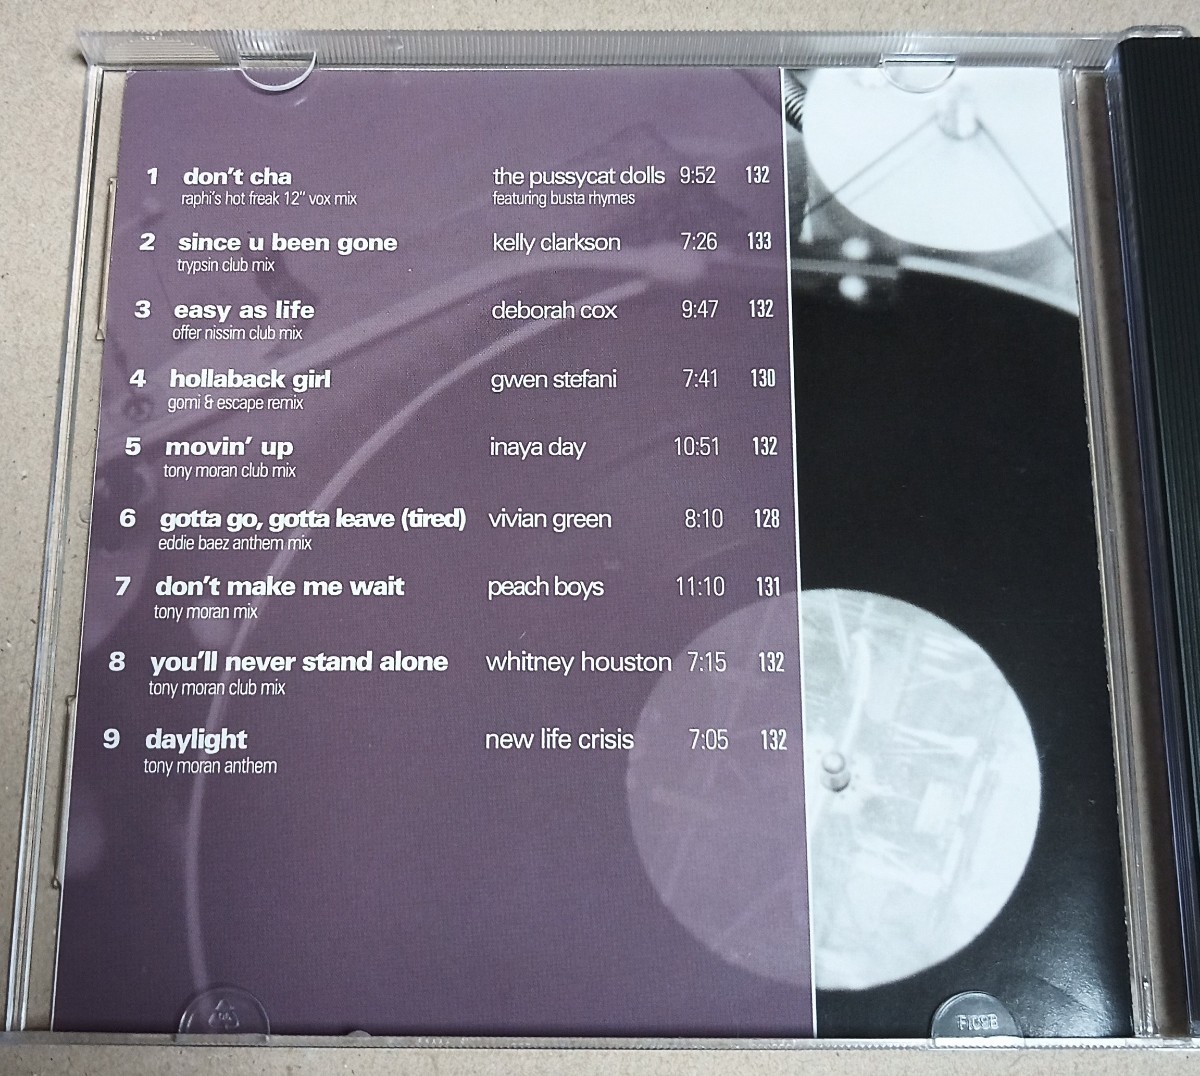 1 don't cha the pussycat dolls 9:52 132
raphi's hot freak 12" vox mix featuring busta rhymes
2 since u been gone kelly clarkson 7:26 133
trypsin club mix
3 easy as life deborah cox 9:47 132
offer nissim club mix
4 hollaback girl gwen stefani 7:41 130
gomi & escape remix
5 movin' up inaya day 10:51 132
tony moran club mix
6 gotta go, gotta leave (tired) vivian green 8:10 128
eddie baez anthem mix
7 don't make me wait peach boys 11:10 131
tony moran mix
8 you'll never stand alone whitney houston 7:15 132
tony moran club mix
9 daylight new life crisis 7:05 132
tony moran anthem